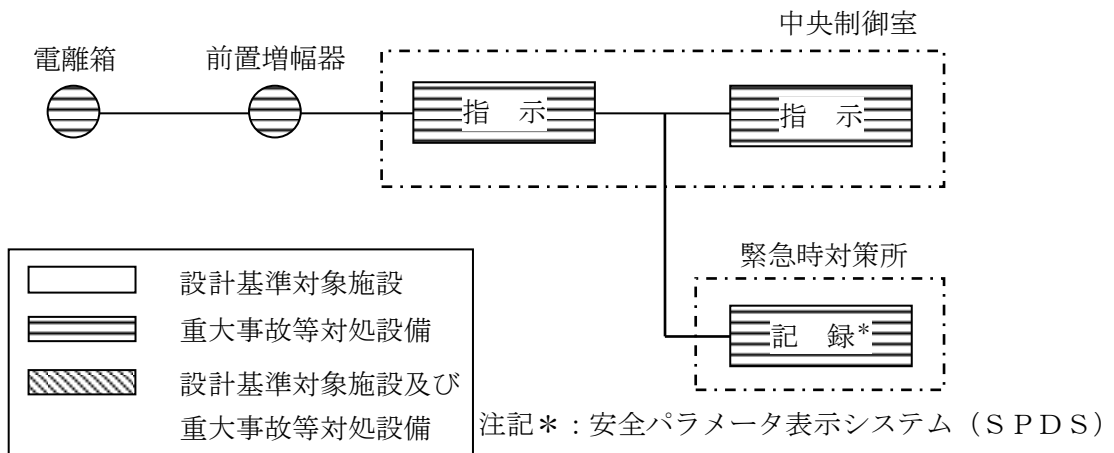 中央制御室
電離箱
前置増幅器
指 示
指 示
緊急時対策所
記 録*
設計基準対象施設
重大事故等対処設備
設計基準対象施設及び
重大事故等対処設備
注記＊：安全パラメータ表示システム（ＳＰＤＳ）